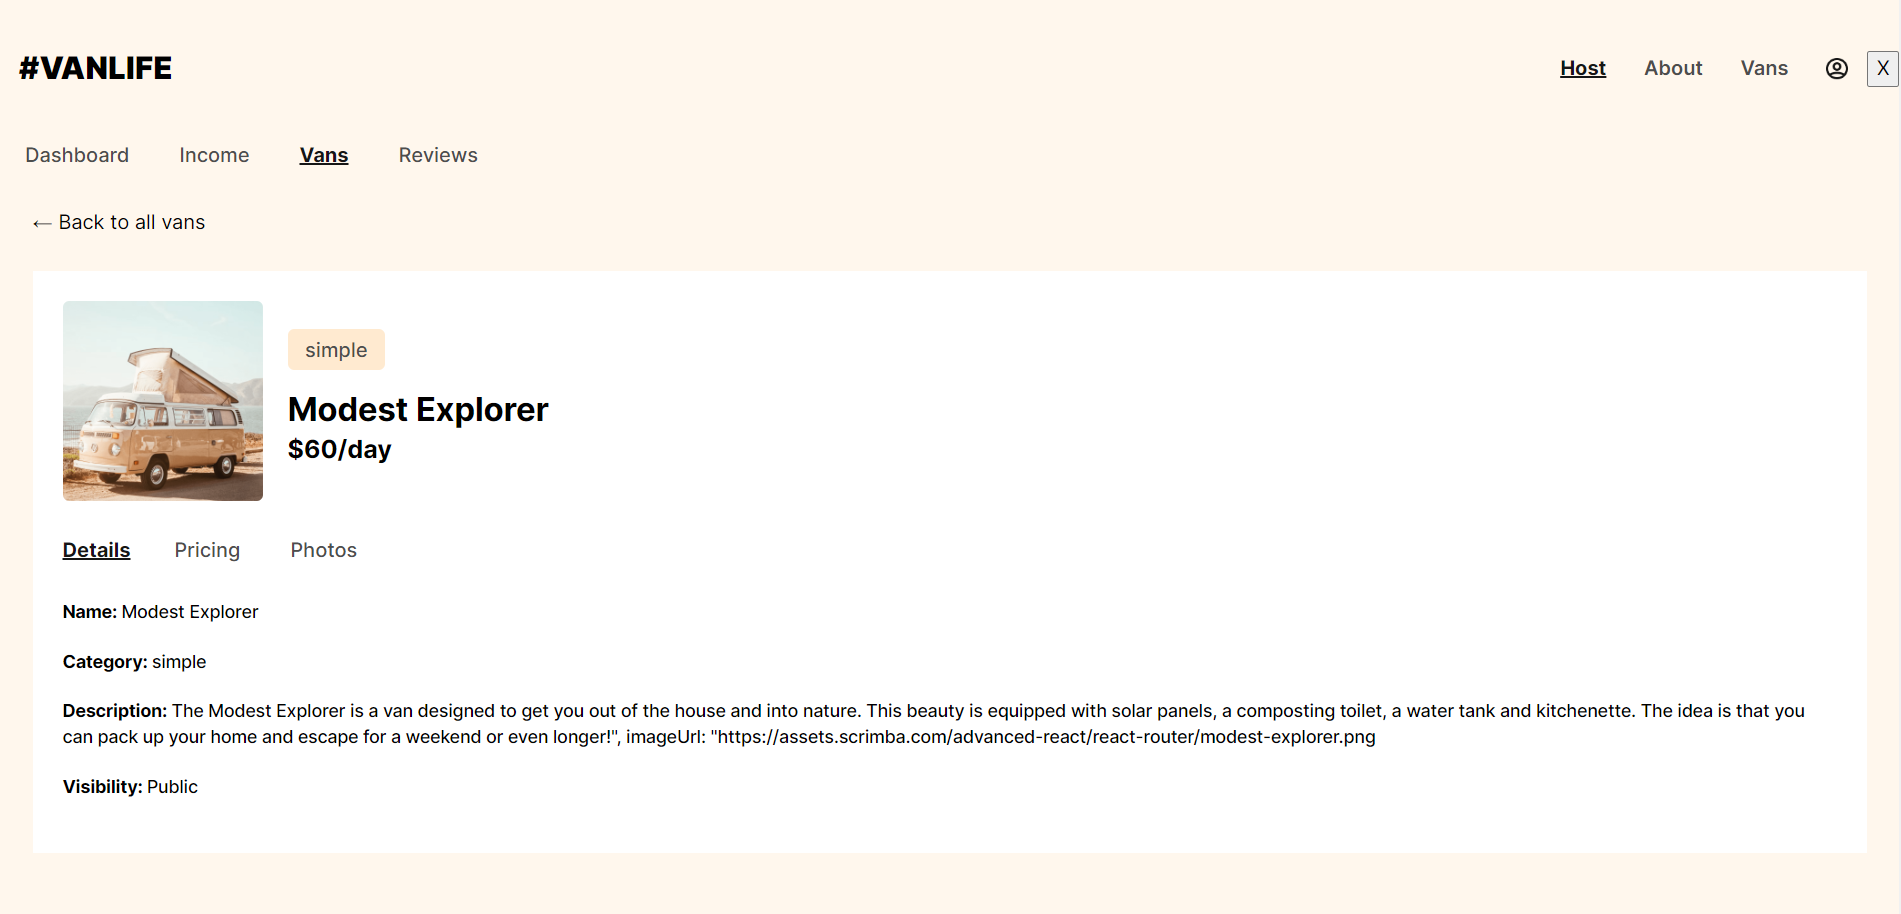 #VANLIFE
Host About Vans X
Dashboard Income Vans Reviews
← Back to all vans
simple
Modest Explorer
$60/day
Details Pricing Photos
Name: Modest Explorer
Category: simple
Description: The Modest Explorer is a van designed to get you out of the house and into nature. This beauty is equipped with solar panels, a composting toilet, a water tank and kitchenette. The idea is that you
can pack up your home and escape for a weekend or even longer!", imageUrl: "https://assets.scrimba.com/advanced-react/react-router/modest-explorer.png
Visibility: Public